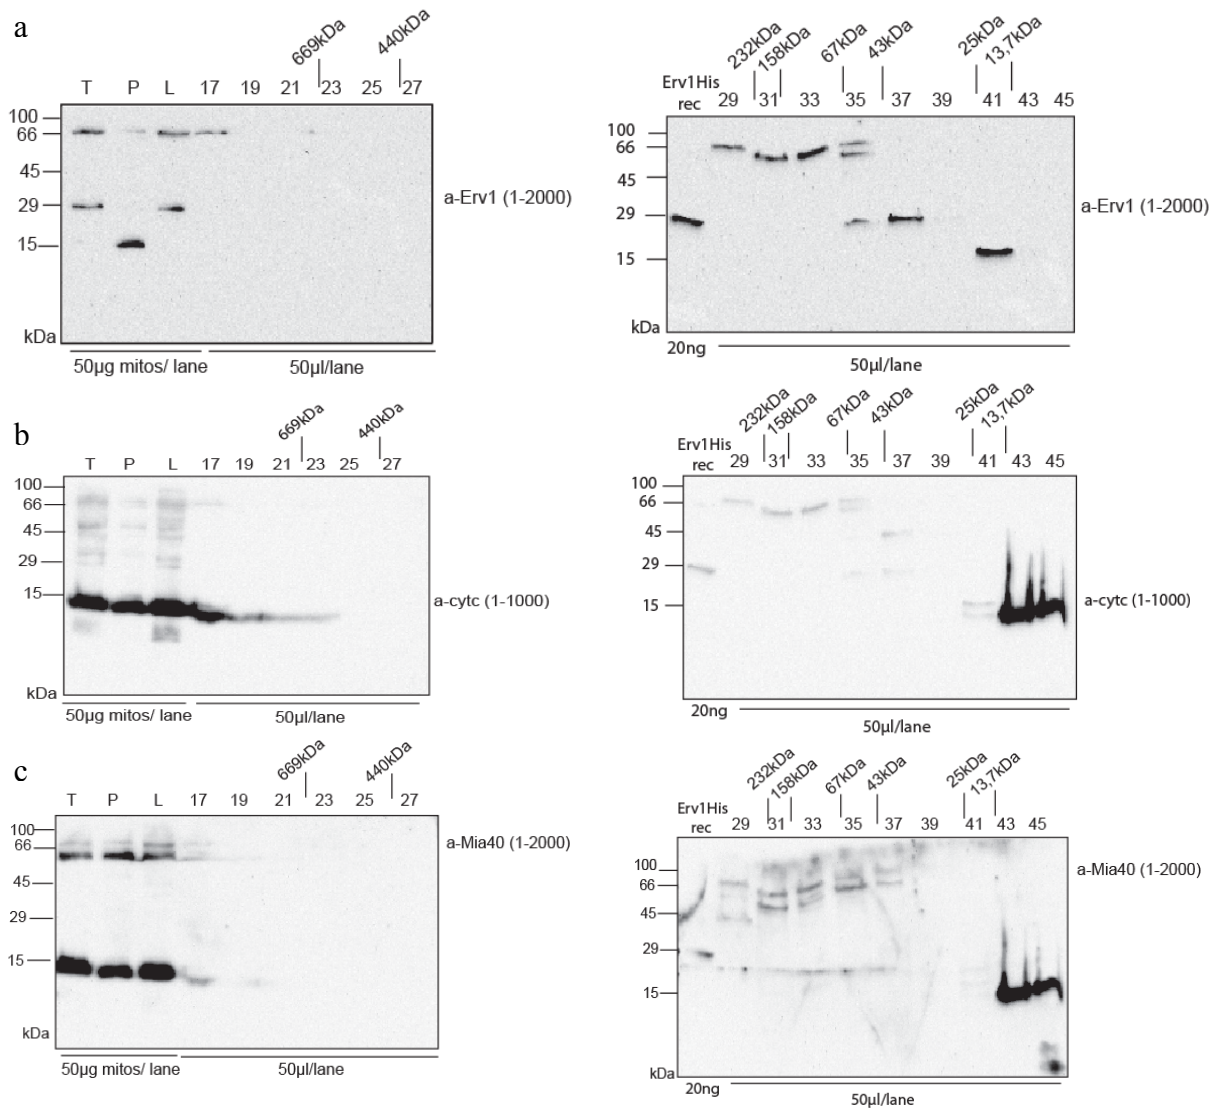 a
669kDa
440kDa
T P L 17 19 21 23 25 27
100
66
45
29
15
kDa
a-Erv1 (1-2000)
50µg mitos/ lane
50µl/lane
232kDa
158kDa
67kDa
43kDa
25kDa
13,7kDa
Erv1His
rec 29 31 33 35 37 39 41 43 45
100
66
45
29
15
kDa
a-Erv1 (1-2000)
20ng
50µl/lane
b
669kDa
440kDa
T P L 17 19 21 23 25 27
100
66
45
29
15
kDa
a-cytc (1-1000)
50µg mitos/ lane
50µl/lane
232kDa
158kDa
67kDa
43kDa
25kDa
13,7kDa
Erv1His
rec 29 31 33 35 37 39 41 43 45
100
66
45
29
15
a-cytc (1-1000)
20ng
50µl/lane
c
669kDa
440kDa
T P L 17 19 21 23 25 27
100
66
45
29
15
kDa
a-Mia40 (1-2000)
50µg mitos/ lane
50µl/lane
232kDa
158kDa
67kDa
43kDa
25kDa
13,7kDa
Erv1His
rec 29 31 33 35 37 39 41 43 45
100
66
45
29
15
kDa
a-Mia40 (1-2000)
20ng
50µl/lane